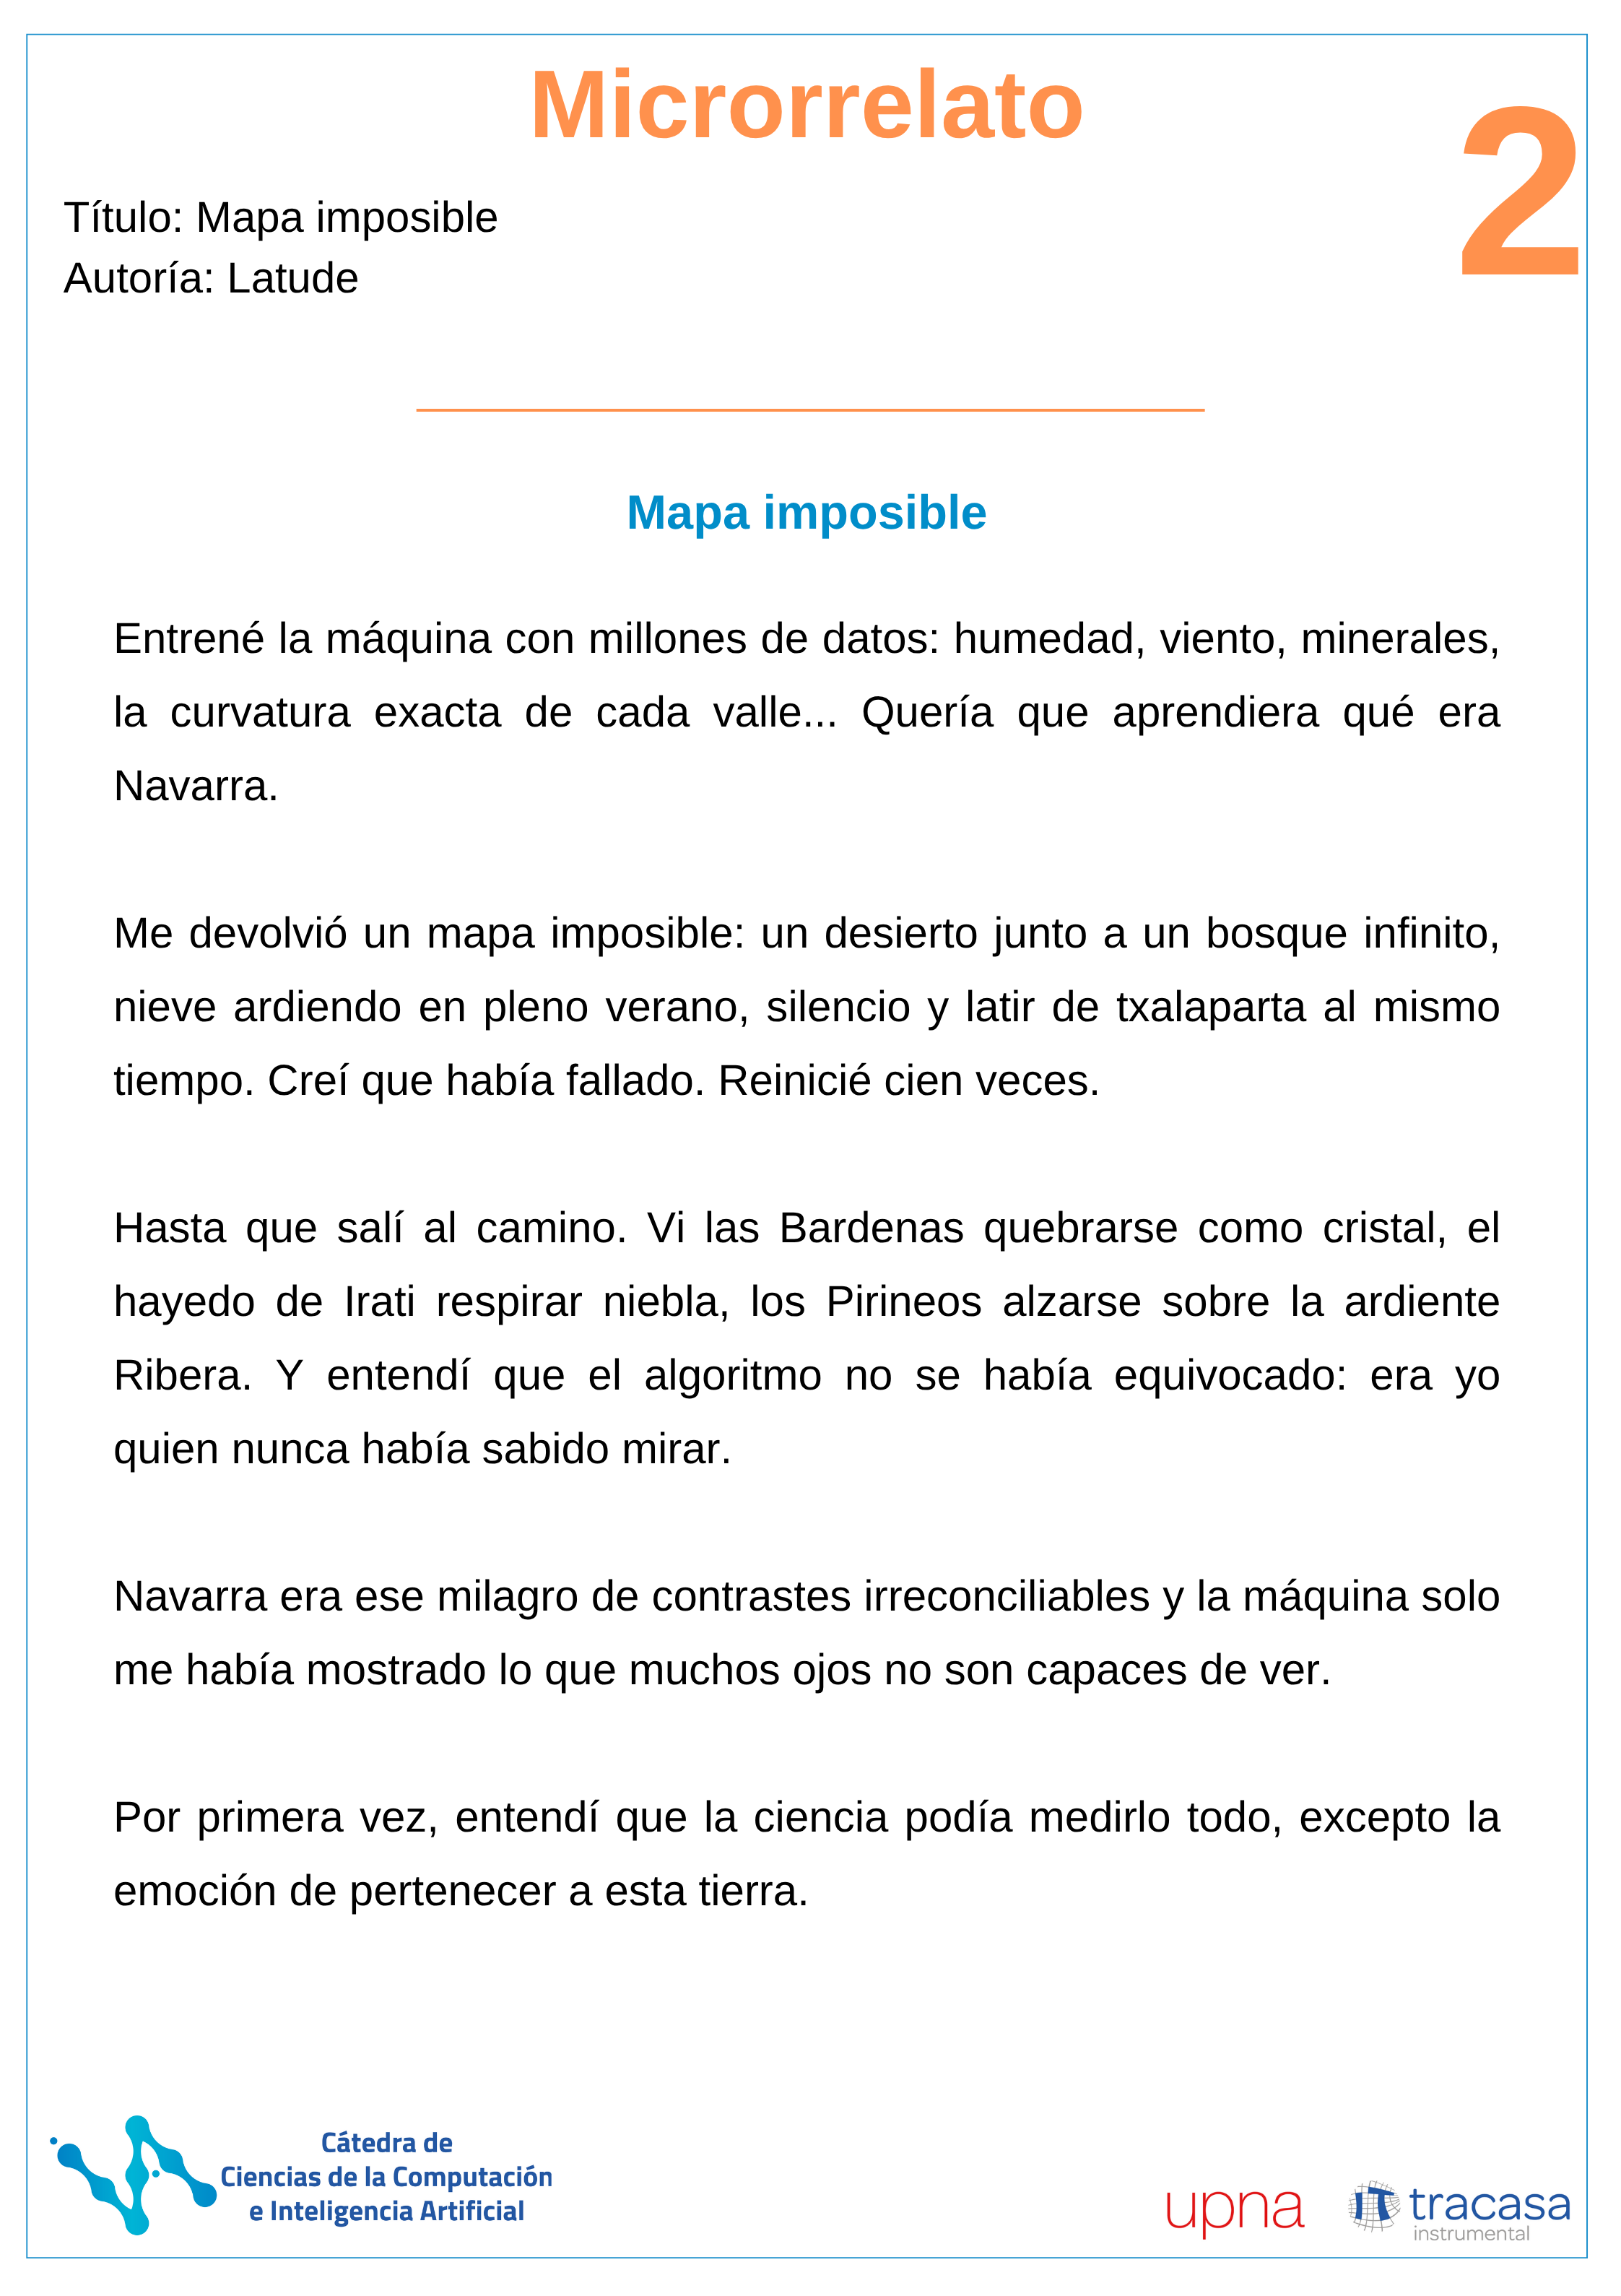 Microrrelato
2
Título: Mapa imposible
Autoría: Latude
Mapa imposible
Entrené la máquina con millones de datos: humedad, viento, minerales,
la curvatura exacta de cada valle... Quería que aprendiera qué era
Navarra.
Me devolvió un mapa imposible: un desierto junto a un bosque infinito,
nieve ardiendo en pleno verano, silencio y latir de txalaparta al mismo
tiempo. Creí que había fallado. Reinicié cien veces.
Hasta que salí al camino. Vi las Bardenas quebrarse como cristal, el
hayedo de Irati respirar niebla, los Pirineos alzarse sobre la ardiente
Ribera. Y entendí que el algoritmo no se había equivocado: era yo
quien nunca había sabido mirar.
Navarra era ese milagro de contrastes irreconciliables y la máquina solo
me había mostrado lo que muchos ojos no son capaces de ver.
Por primera vez, entendí que la ciencia podía medirlo todo, excepto la
emoción de pertenecer a esta tierra.
Cátedra de
Ciencias de la Computación
e Inteligencia Artificial
upna
tracasa
instrumental